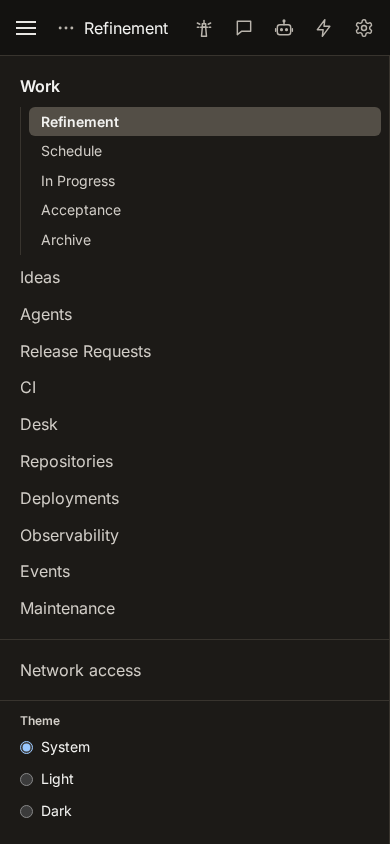 Refinement
Work
Refinement
Schedule
In Progress
Acceptance
Archive
Ideas
Agents
Release Requests
CI
Desk
Repositories
Deployments
Observability
Events
Maintenance
Network access
Theme
System
Light
Dark